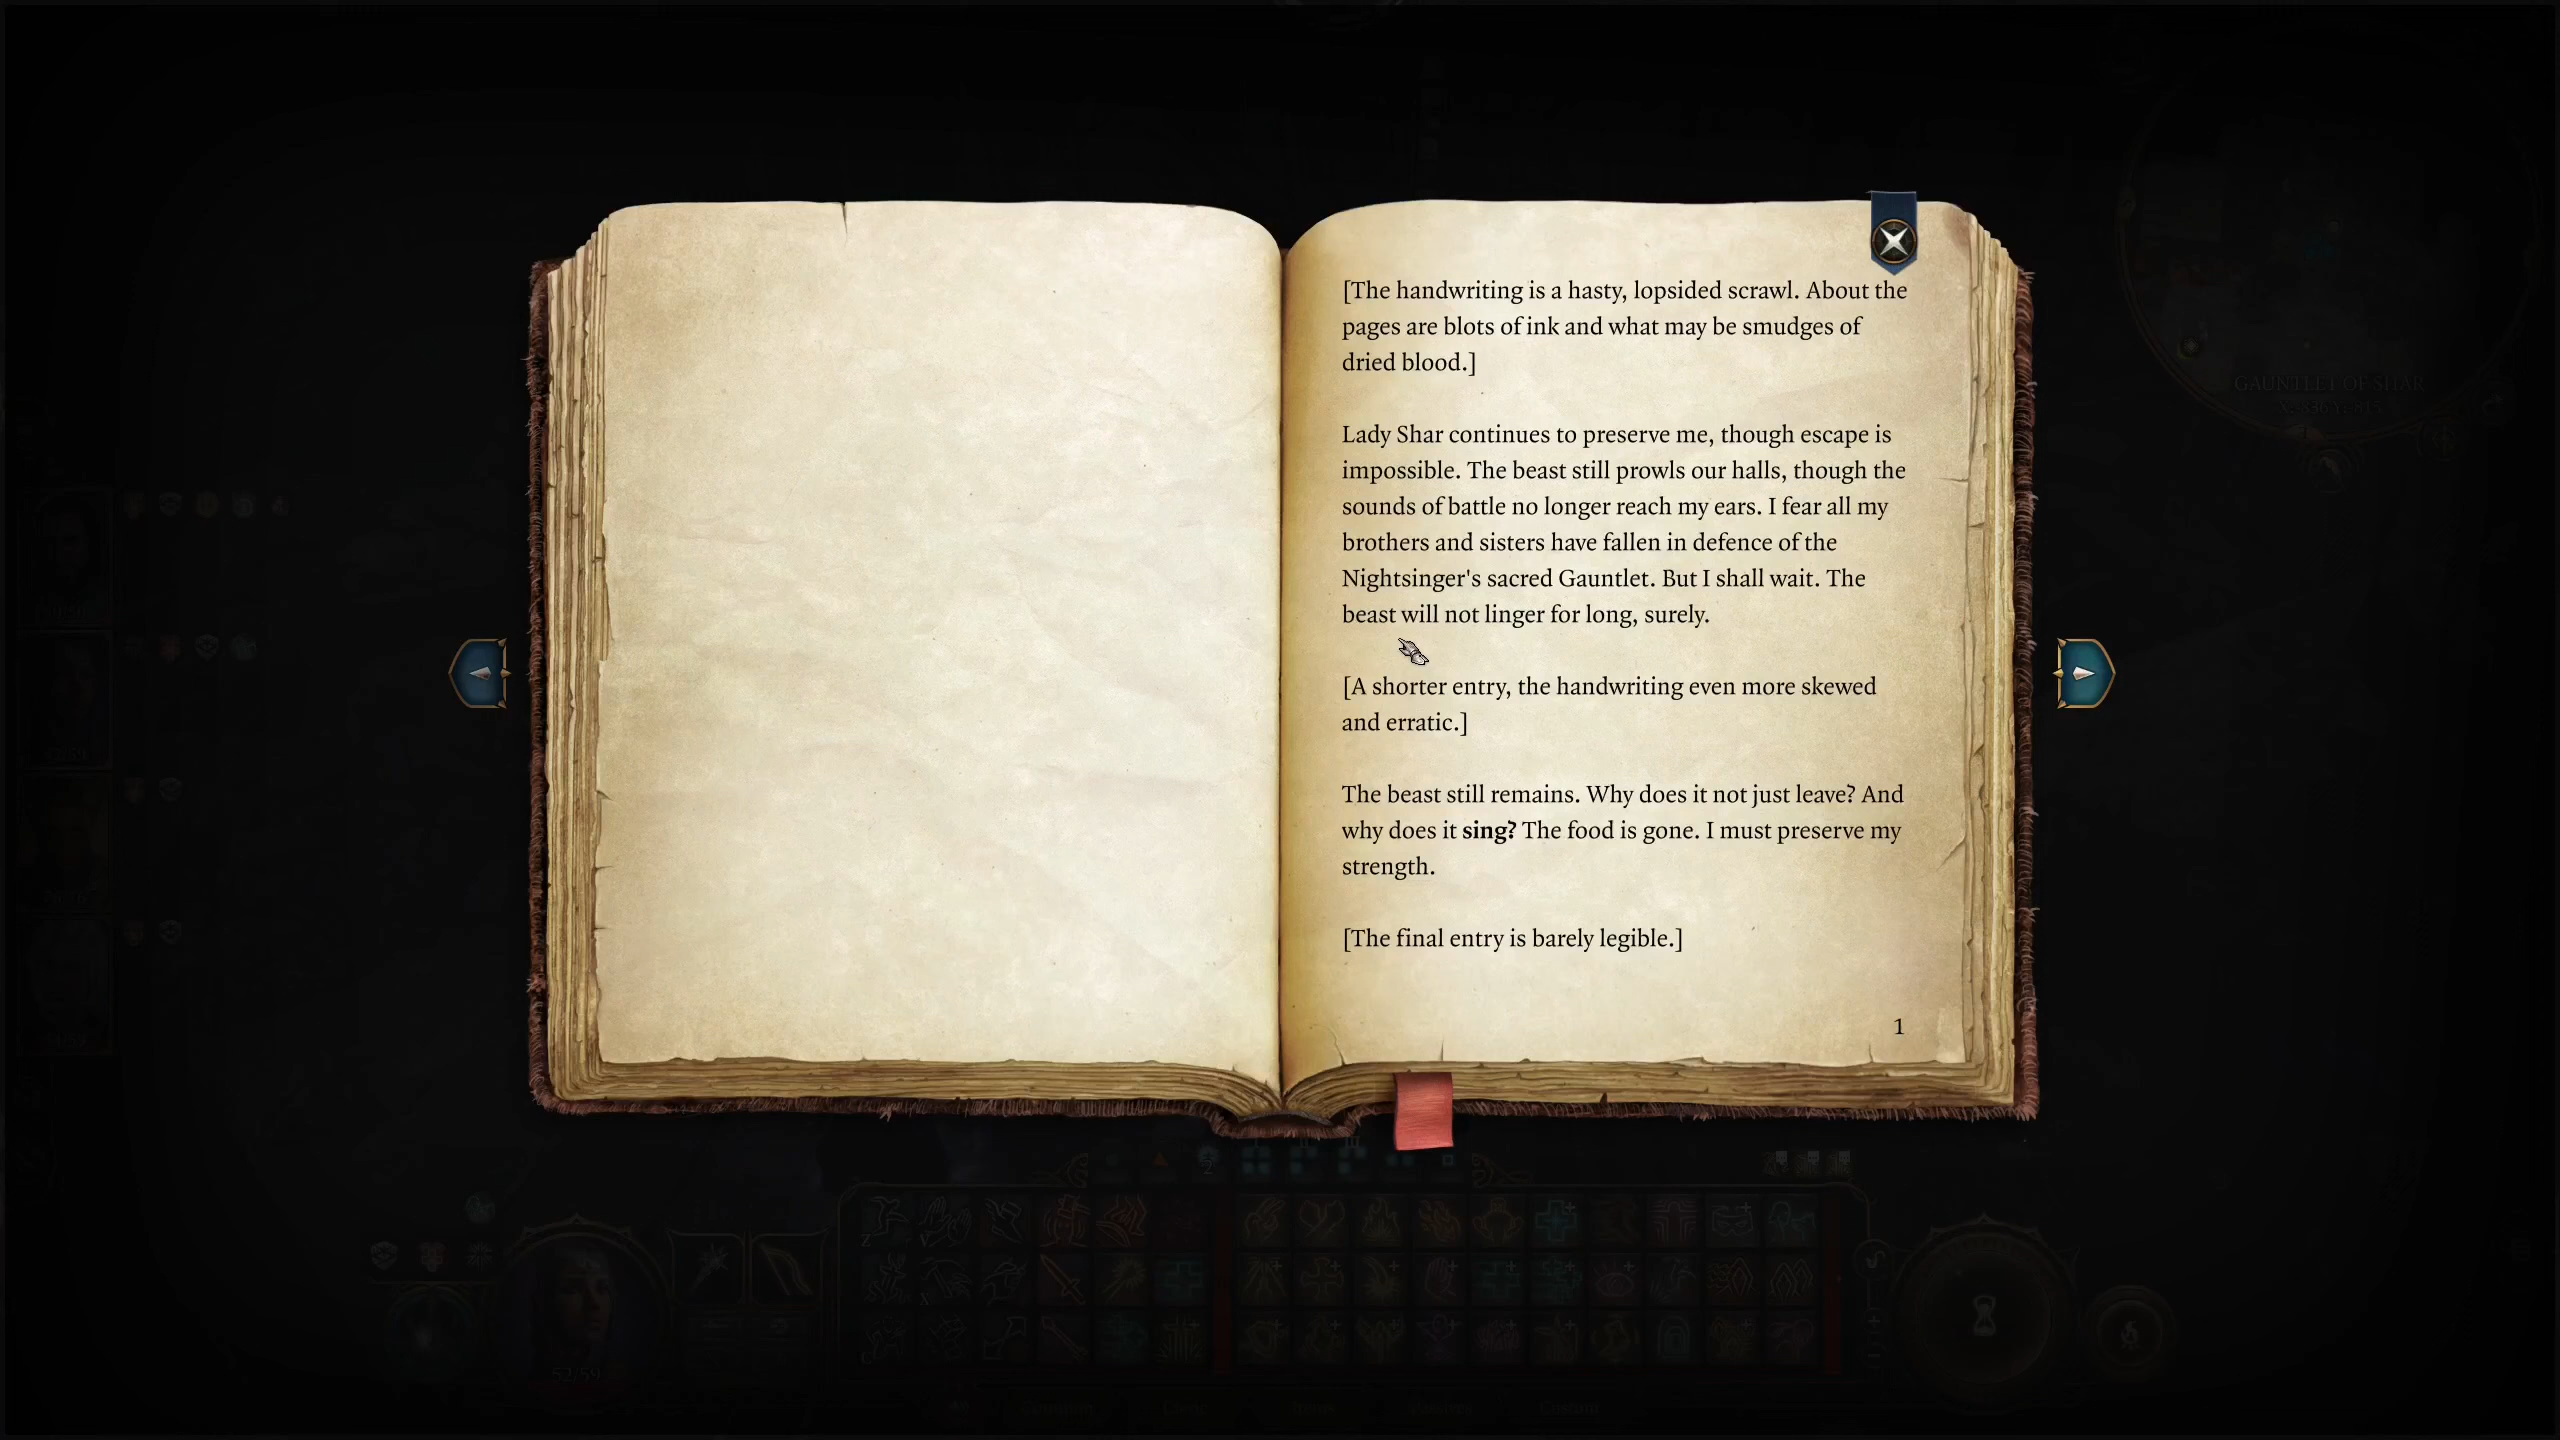 [The handwriting is a hasty, lopsided scrawl. About the
pages are blots of ink and what may be smudges of
dried blood.]
Lady Shar continues to preserve me, though escape is
impossible. The beast still prowls our halls, though the
sounds of battle no longer reach my ears. I fear all my
brothers and sisters have fallen in defence of the
Nightsinger's sacred Gauntlet. But I shall wait. The
beast will not linger for long, surely.
[A shorter entry, the handwriting even more skewed
and erratic.]
The beast still remains. Why does it not just leave? And
why does it sing? The food is gone. I must preserve my
strength.
[The final entry is barely legible.]
1
GAUNTLET OF SHAR
52/59